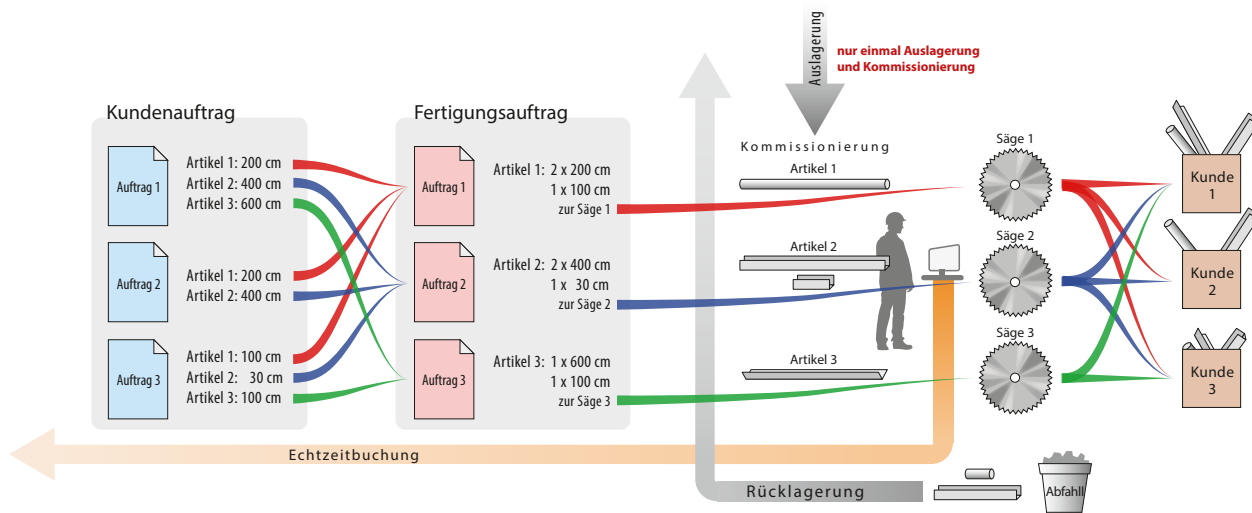 Auslagerung
nur einmal Auslagerung
und Kommissionierung
Kundenauftrag
Auftrag 1
Artikel 1: 200 cm
Artikel 2: 400 cm
Artikel 3: 600 cm
Auftrag 2
Artikel 1: 200 cm
Artikel 2: 400 cm
Auftrag 3
Artikel 1: 100 cm
Artikel 2: 30 cm
Artikel 3: 100 cm
Fertigungsauftrag
Auftrag 1
Artikel 1: 2 x 200 cm
1 x 100 cm
zur Säge 1
Auftrag 2
Artikel 2: 2 x 400 cm
1 x 30 cm
zur Säge 2
Auftrag 3
Artikel 3: 1 x 600 cm
1 x 100 cm
zur Säge 3
Kommissionierung
Artikel 1
Artikel 2
Artikel 3
Säge 1
Säge 2
Säge 3
Kunde
1
Kunde
2
Kunde
3
Echtzeitbuchung
Rücklagerung
Abfahll